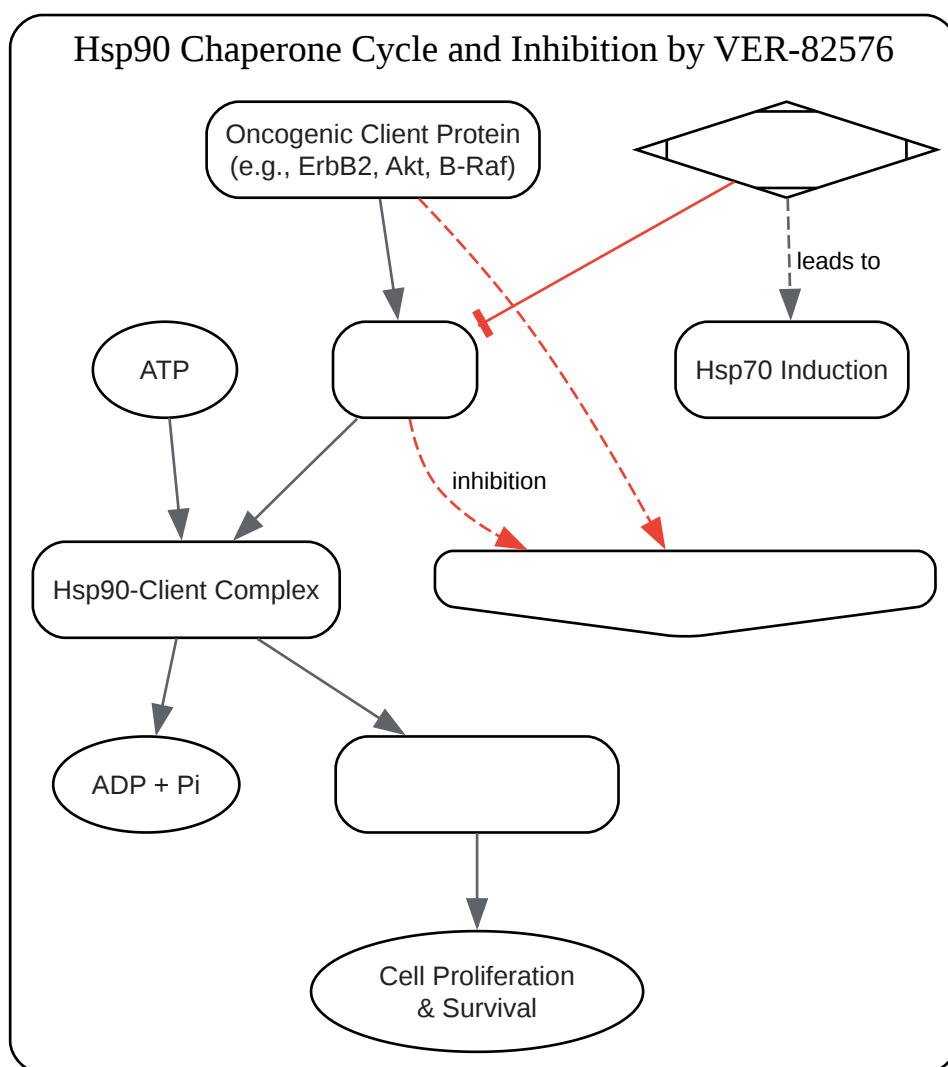 Hsp90 Chaperone Cycle and Inhibition by VER-82576
Oncogenic Client Protein
(e.g., ErbB2, Akt, B-Raf)
leads to
ATP
Hsp70 Induction
inhibition
Hsp90-Client Complex
ADP + Pi
Cell Proliferation
& Survival